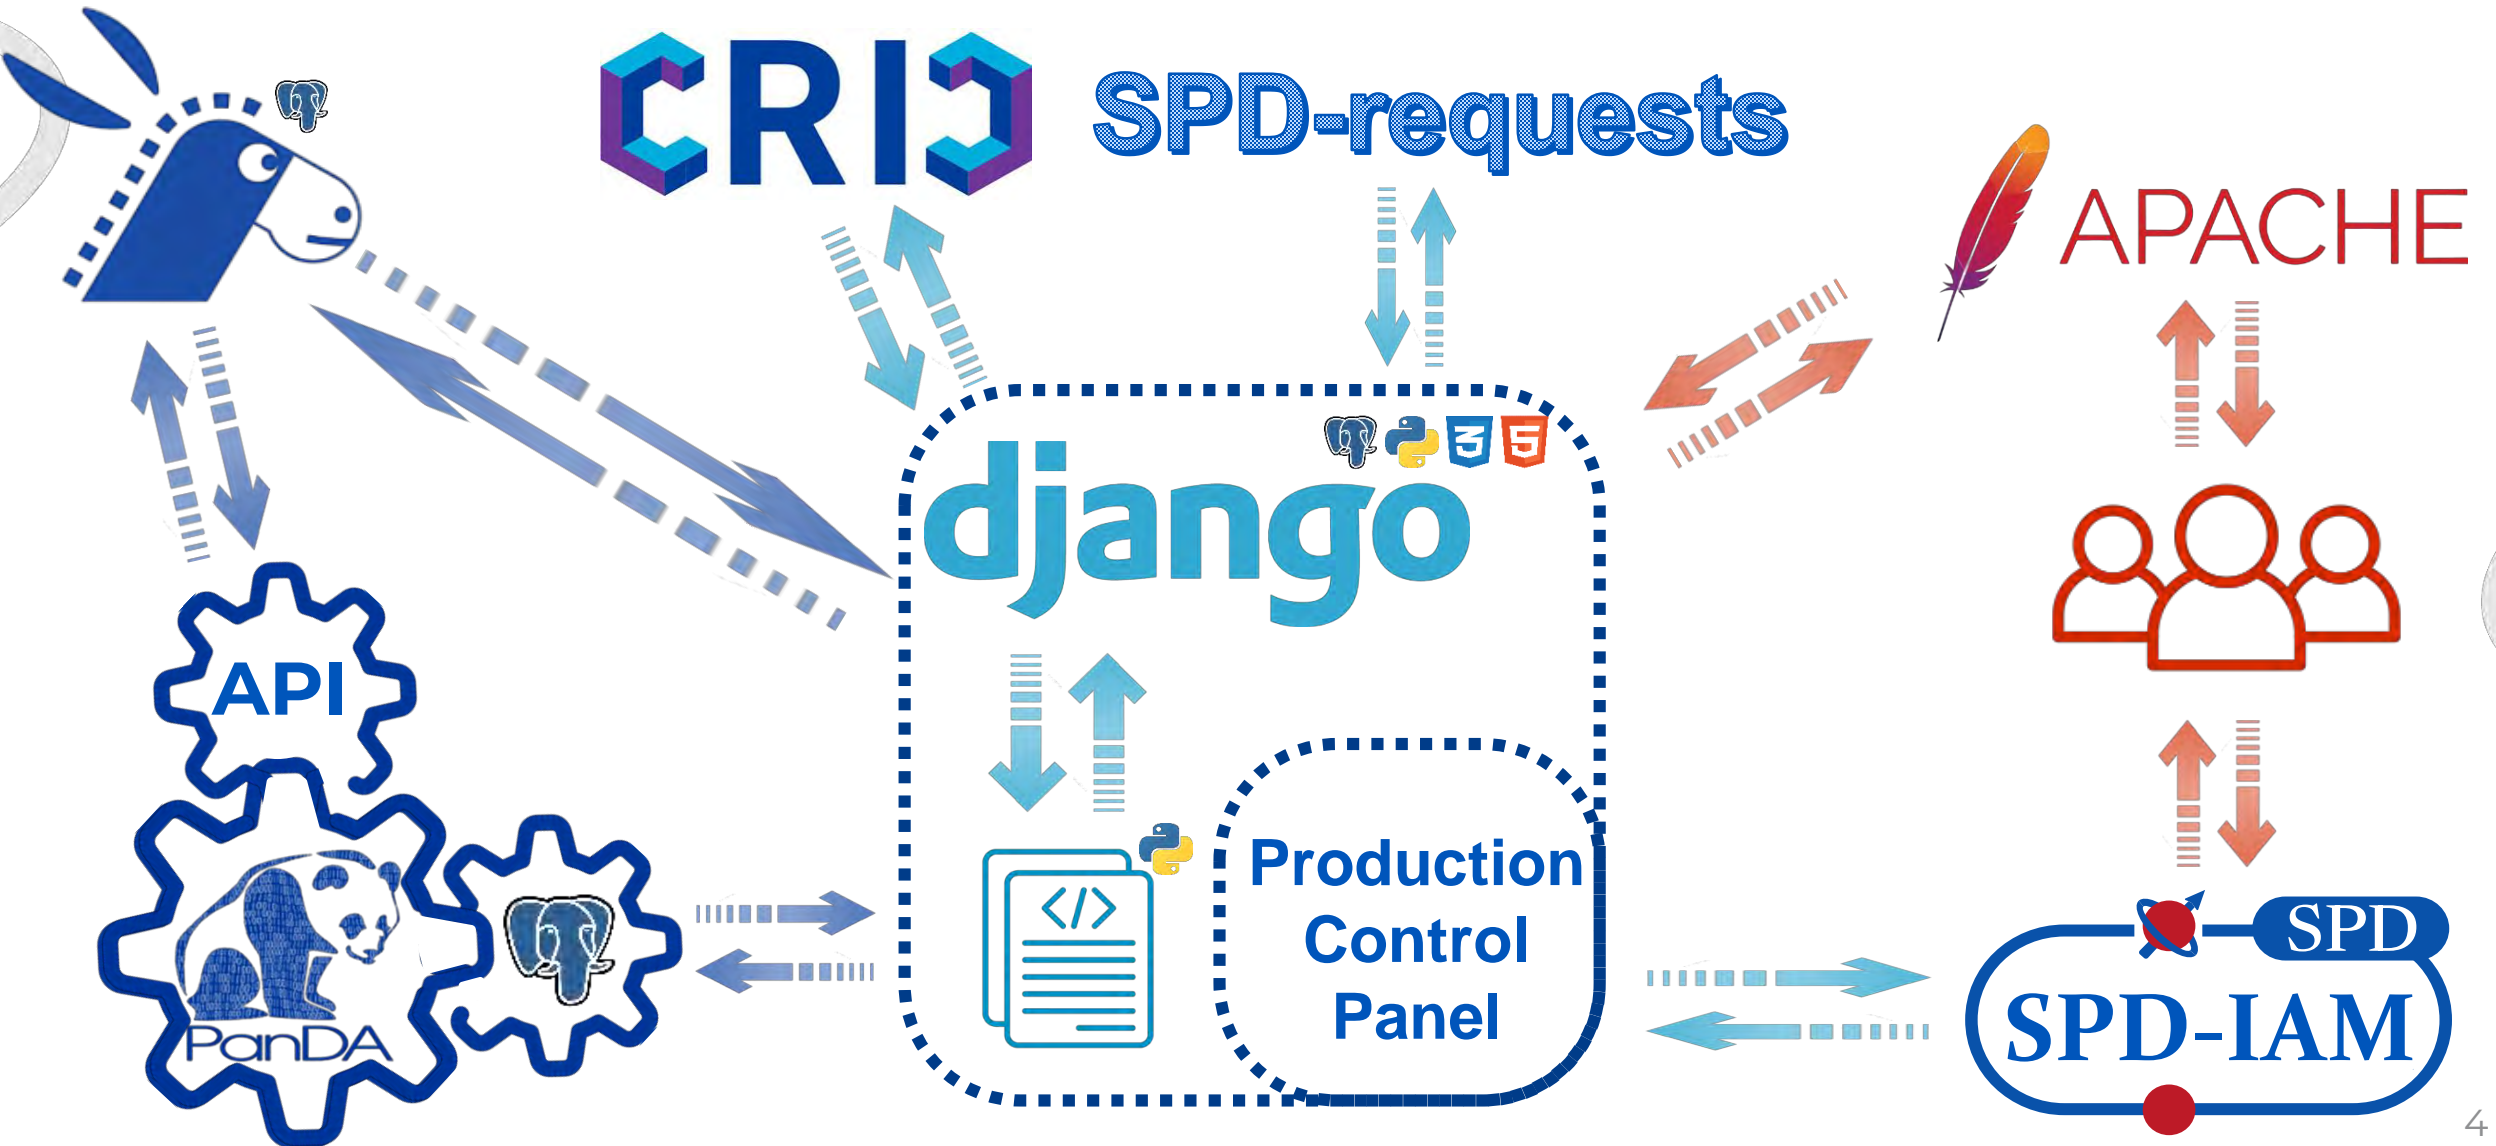 CRIC
SPD-requests
APACHE
django
API
Production
Control
Panel
PanDA
SPD
SPD-IAM
4